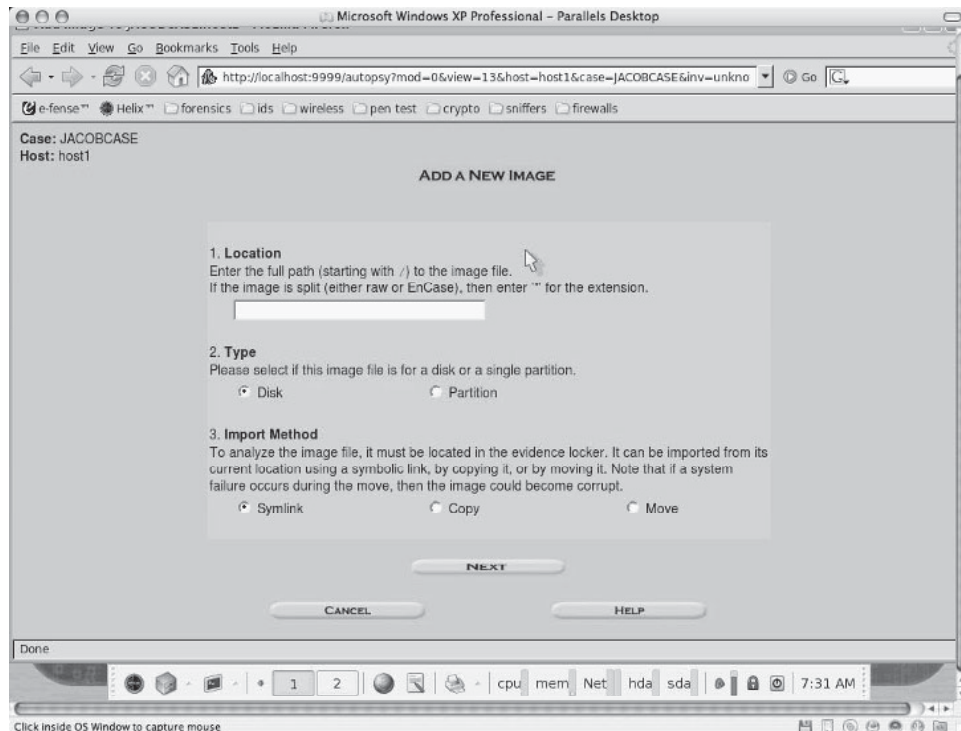 Microsoft Windows XP Professional – Parallels Desktop
File Edit View Go Bookmarks Tools Help
http://localhost:9999/autopsy?mod=0&view=13&host=host1&case=JACOBCASE&inv=unkno
Go
e-fense™ Helix™ forensics ids wireless pen test crypto sniffers firewalls
Case: JACOBCASE
Host: host1
ADD A NEW IMAGE
1. Location
Enter the full path (starting with /) to the image file.
If the image is split (either raw or EnCase), then enter '*' for the extension.
2. Type
Please select if this image file is for a disk or a single partition.
Disk Partition
3. Import Method
To analyze the image file, it must be located in the evidence locker. It can be imported from its
current location using a symbolic link, by copying it, or by moving it. Note that if a system
failure occurs during the move, then the image could become corrupt.
Symlink Copy Move
NEXT
CANCEL HELP
Done
1 2 cpu mem Net hda sda 7:31 AM
Click inside OS Window to capture mouse